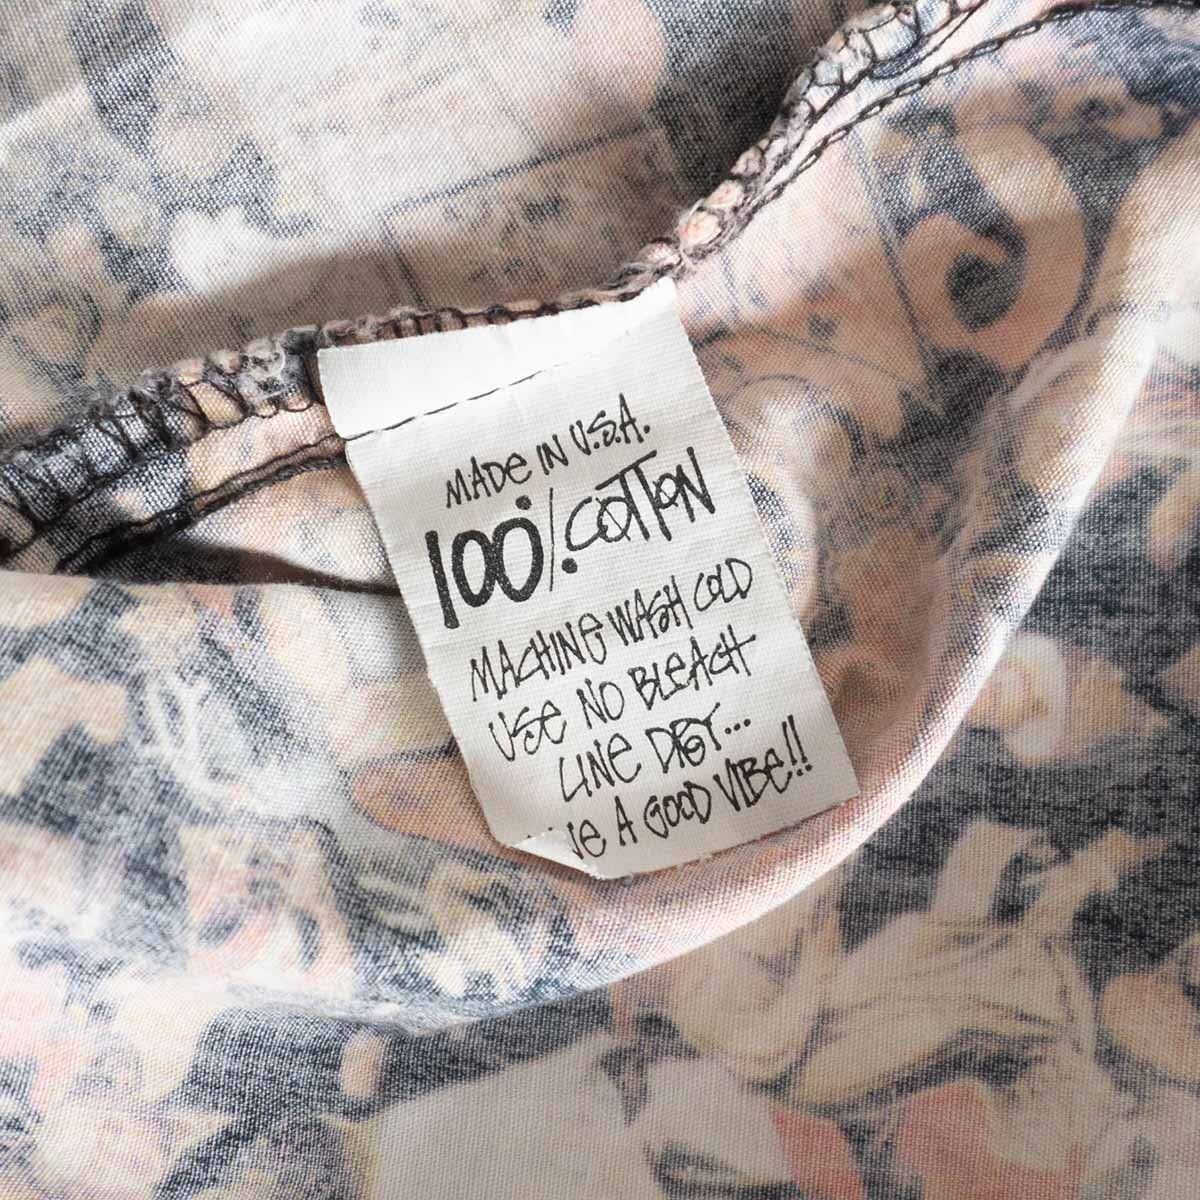 MADE IN U.S.A.
100% COTTON
MACHINE WASH COLD
USE NO BLEACH
LINE DRY...
A GOOD VIBE!!